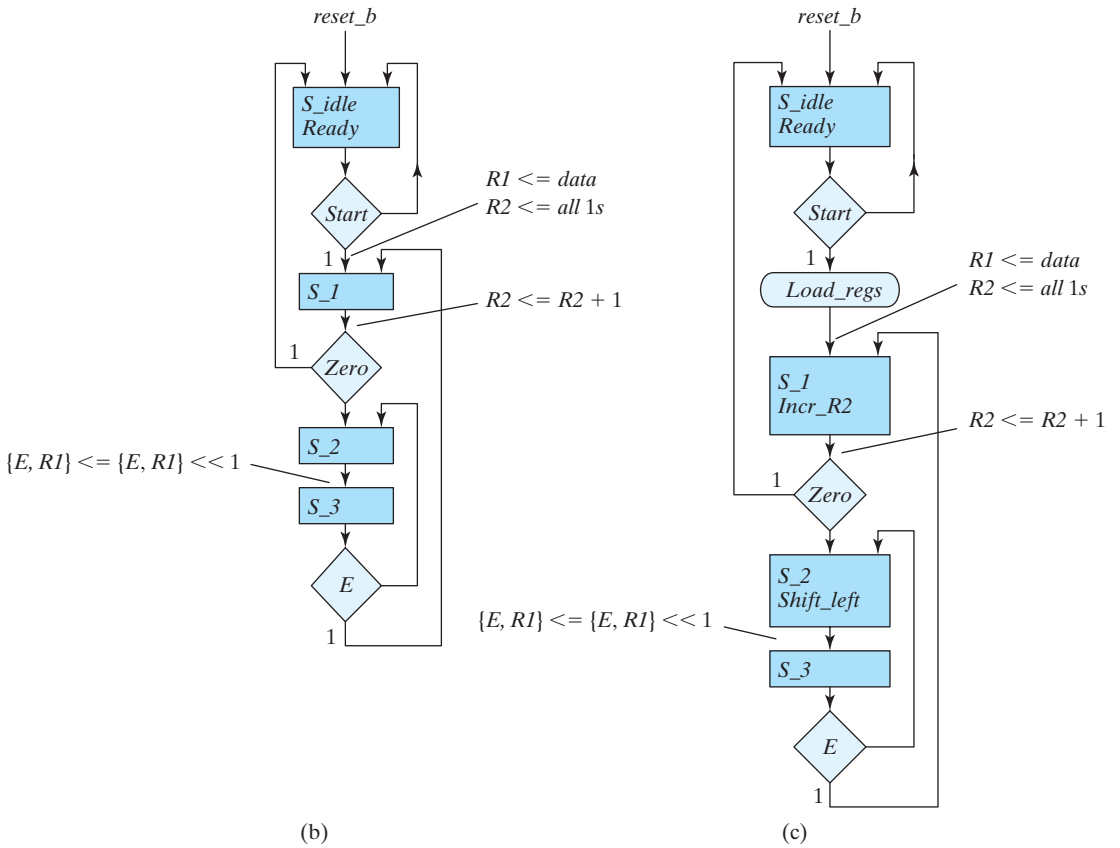 reset_b
S_idle
Ready
Start
R1 <= data
R2 <= all 1s
1
S_1
R2 <= R2 + 1
1
Zero
S_2
{E, R1} <= {E, R1} << 1
S_3
E
1
(b)
reset_b
S_idle
Ready
Start
1
R1 <= data
R2 <= all 1s
Load_regs
S_1
Incr_R2
R2 <= R2 + 1
1
Zero
S_2
Shift_left
{E, R1} <= {E, R1} << 1
S_3
E
1
(c)